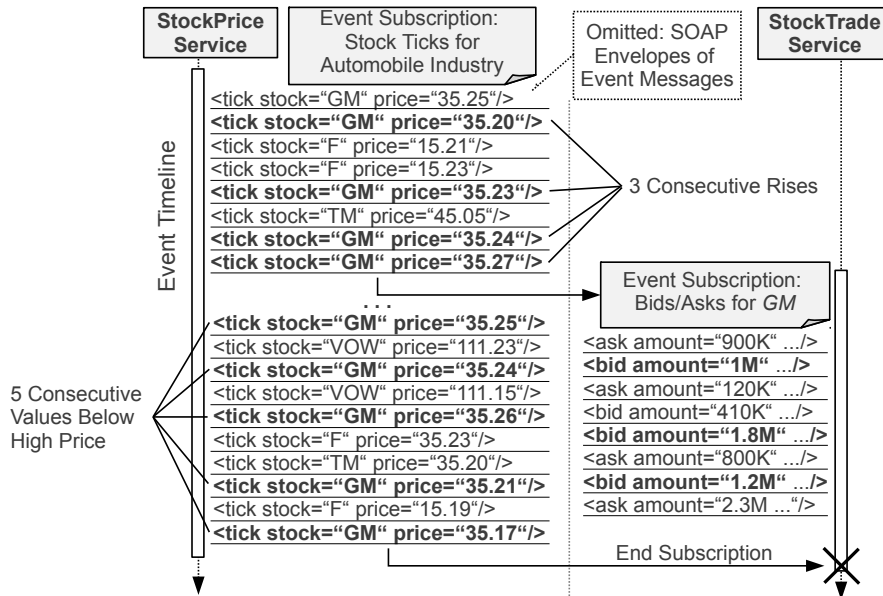 StockPrice
Service
Event Subscription:
Stock Ticks for
Automobile Industry
Omitted: SOAP
Envelopes of
Event Messages
StockTrade
Service
Event Timeline
<tick stock=“GM“ price=“35.25”/>
<tick stock=“GM“ price=“35.20“/>
<tick stock=“F“ price=“15.21“/>
<tick stock=“F“ price=“15.23“/>
<tick stock=“GM“ price=“35.23“/>
<tick stock=“TM“ price=“45.05“/>
<tick stock=“GM“ price=“35.24“/>
<tick stock=“GM“ price=“35.27“/>
3 Consecutive Rises
Event Subscription:
Bids/Asks for GM
. . .
<tick stock=“GM“ price=“35.25“/>
<tick stock=“VOW“ price=“111.23“/>
<tick stock=“GM“ price=“35.24“/>
<tick stock=“VOW“ price=“111.15“/>
<tick stock=“GM“ price=“35.26“/>
<tick stock=“F“ price=“35.23“/>
<tick stock=“TM“ price=“35.20“/>
<tick stock=“GM“ price=“35.21“/>
<tick stock=“F“ price=“15.19“/>
<tick stock=“GM“ price=“35.17“/>
5 Consecutive
Values Below
High Price
<ask amount=“900K“ .../>
<bid amount=“1M“ .../>
<ask amount=“120K“ .../>
<bid amount=“410K“ .../>
<bid amount=“1.8M“ .../>
<ask amount=“800K“ .../>
<bid amount=“1.2M“ .../>
<ask amount=“2.3M ...“/>
End Subscription